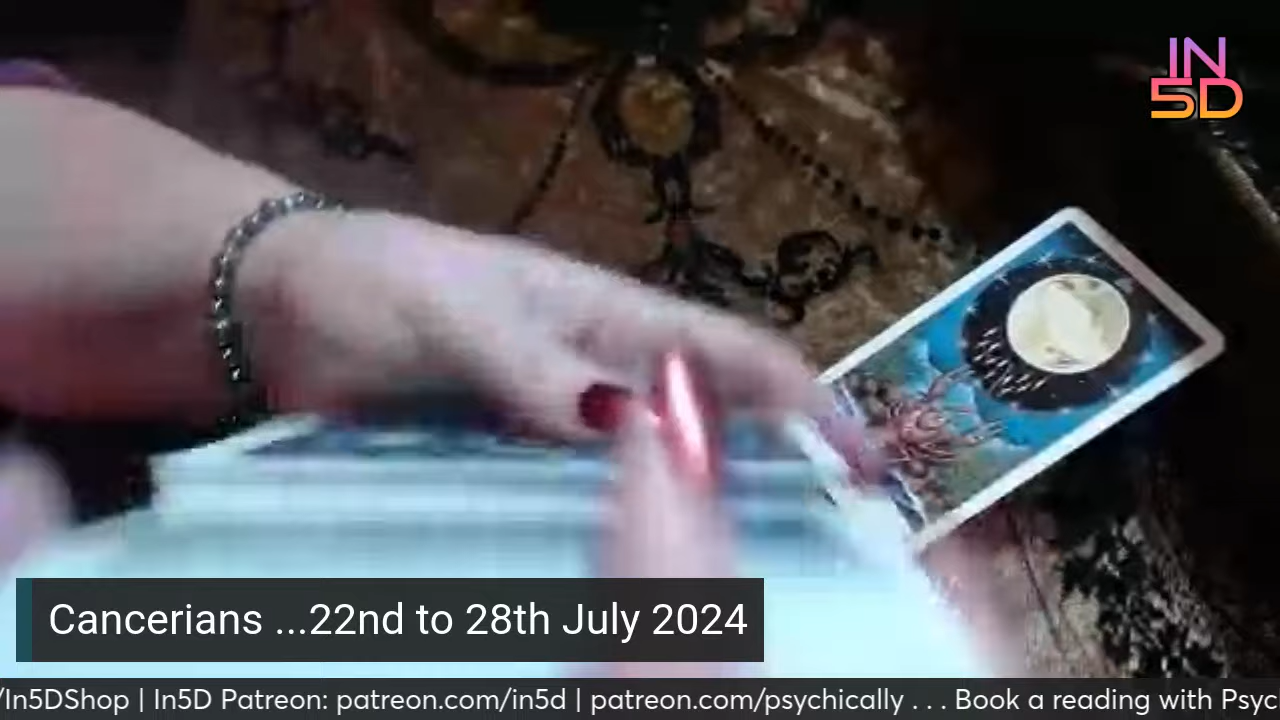 IN
5D
Cancerians ...22nd to 28th July 2024
/In5DShop | In5D Patreon: patreon.com/in5d | patreon.com/psychically . . . Book a reading with Psyc